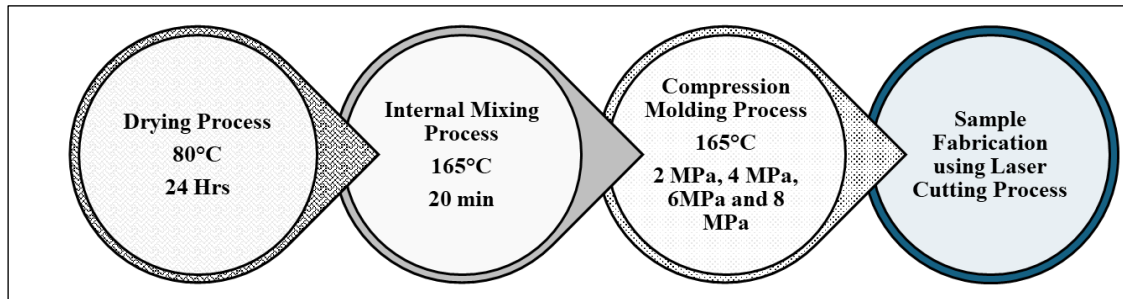 Drying Process
80°C
24 Hrs
Internal Mixing
Process
165°C
20 min
Compression
Molding Process
165°C
2 MPa, 4 MPa,
6MPa and 8
MPa
Sample
Fabrication
using Laser
Cutting Process